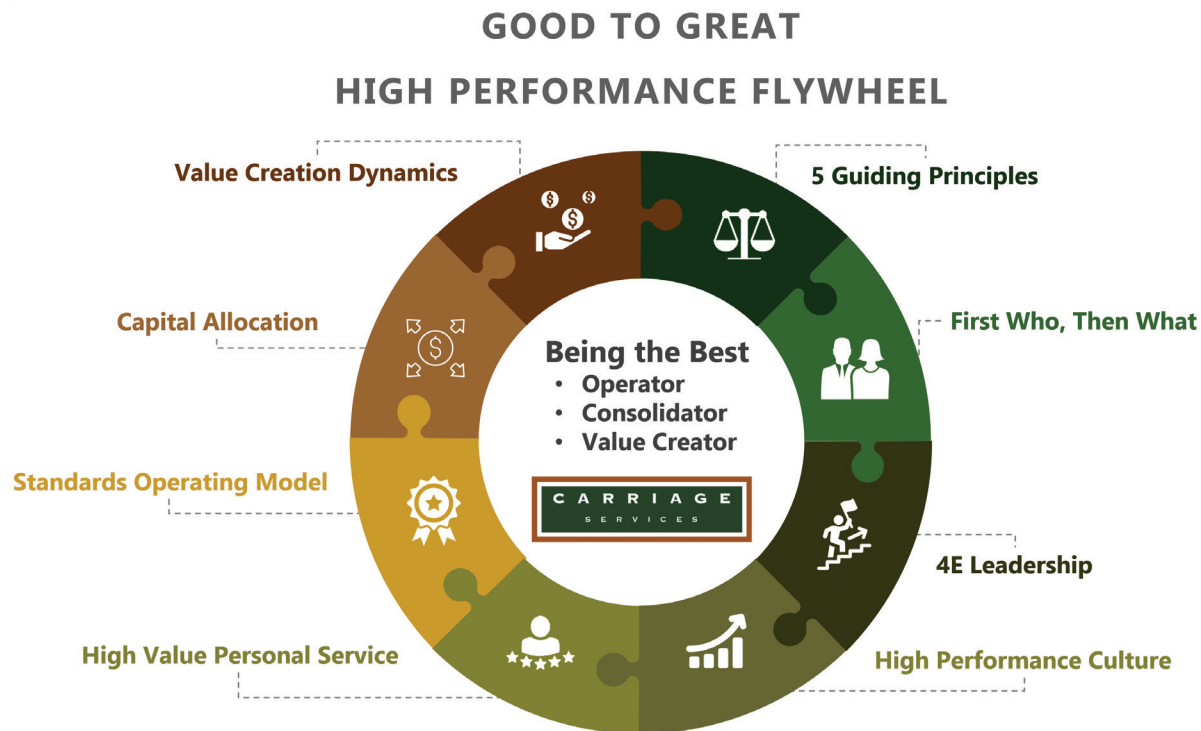 GOOD TO GREAT
HIGH PERFORMANCE FLYWHEEL
Value Creation Dynamics
5 Guiding Principles
Capital Allocation
First Who, Then What
Being the Best
• Operator
• Consolidator
• Value Creator
CARRIAGE
SERVICES
Standards Operating Model
4E Leadership
High Value Personal Service
High Performance Culture